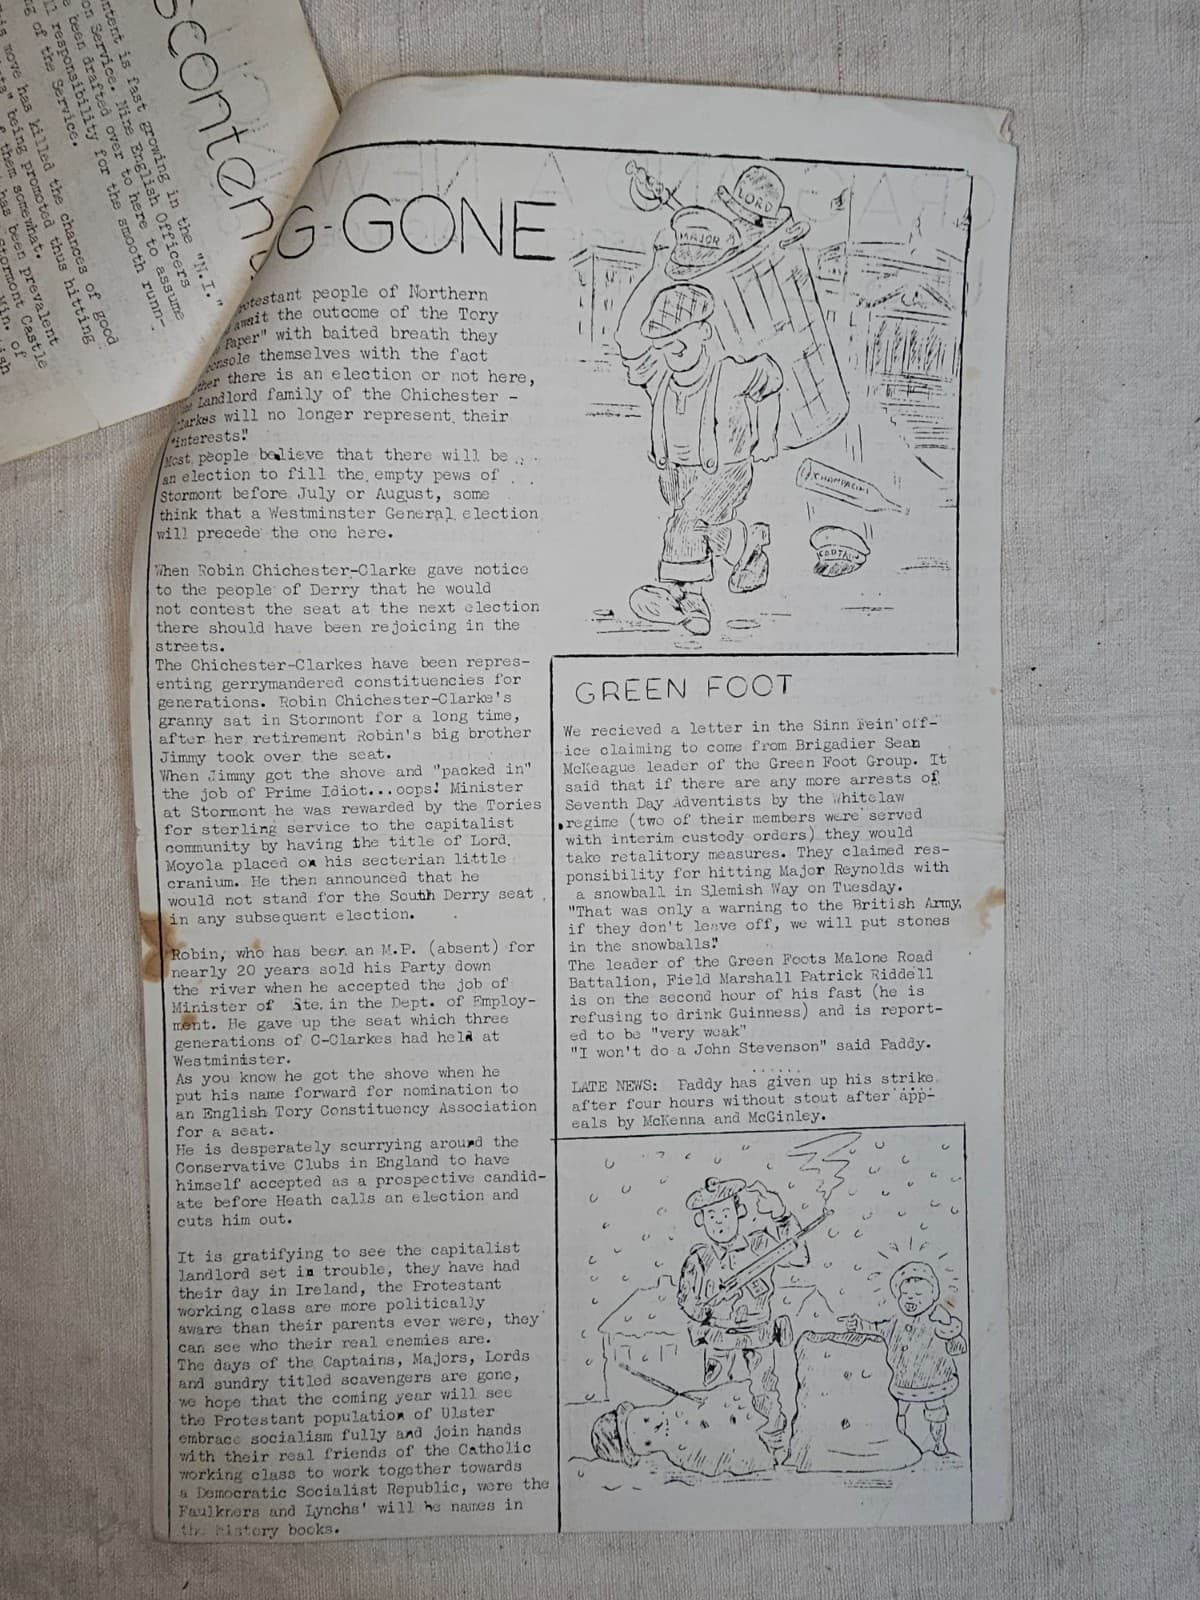 sconten
ntent is fast growing in the "N.I."
on Service. Nine English Officers
e been drafted over to here to assume
ll responsibility for the smooth runn-
ng of the Service.
is move has killed the chances of good
being promoted thus hitting
f them somewhat.
has been prevalent
Stormont Castle
Min. of
G-GONE
otestant people of Northern
await the outcome of the Tory
Paper" with baited breath they
onsole themselves with the fact
ther there is an election or not here,
Landlord family of the Chichester -
Clarkes will no longer represent their
"interests"
Most people believe that there will be
an election to fill the empty pews of
Stormont before July or August, some
think that a Westminster General election
will precede the one here.
When Robin Chichester-Clarke gave notice
to the people of Derry that he would
not contest the seat at the next election
there should have been rejoicing in the
streets.
The Chichester-Clarkes have been repres-
enting gerrymandered constituencies for
generations. Robin Chichester-Clarke's
granny sat in Stormont for a long time,
after her retirement Robin's big brother
Jimmy took over the seat.
When Jimmy got the shove and "packed in"
the job of Prime Idiot...oops! Minister
at Stormont he was rewarded by the Tories
for sterling service to the capitalist
community by having the title of Lord
Moyola placed on his secterian little
cranium. He then announced that he
would not stand for the South Derry seat
in any subsequent election.
Robin, who has been an M.P. (absent) for
nearly 20 years sold his Party down
the river when he accepted the job of
Minister of Ste. in the Dept. of Employ-
ment. He gave up the seat which three
generations of C-Clarkes had held at
Westminister.
As you know he got the shove when he
put his name forward for nomination to
an English Tory Constituency Association
for a seat.
He is desperately scurrying around the
Conservative Clubs in England to have
himself accepted as a prospective candid-
ate before Heath calls an election and
cuts him out.
It is gratifying to see the capitalist
landlord set in trouble, they have had
their day in Ireland, the Protestant
working class are more politically
aware than their parents ever were, they
can see who their real enemies are.
The days of the Captains, Majors, Lords
and sundry titled scavengers are gone,
we hope that the coming year will see
the Protestant population of Ulster
embrace socialism fully and join hands
with their real friends of the Catholic
working class to work together towards
a Democratic Socialist Republic, were the
Faulkners and Lynchs' will be names in
the history books.
LORD
MAJOR
CHAMPAGNE
CAPTAIN
GREEN FOOT
We recieved a letter in the Sinn Fein off-
ice claiming to come from Brigadier Sean
McKeague leader of the Green Foot Group. It
said that if there are any more arrests of
Seventh Day Adventists by the Whitelaw
regime (two of their members were served
with interim custody orders) they would
take retalitory measures. They claimed res-
ponsibility for hitting Major Reynolds with
a snowball in Slemish Way on Tuesday.
"That was only a warning to the British Army,
if they don't leave off, we will put stones
in the snowballs"
The leader of the Green Foots Malone Road
Battalion, Field Marshall Patrick Riddell
is on the second hour of his fast (he is
refusing to drink Guinness) and is report-
ed to be "very weak"
"I won't do a John Stevenson" said Paddy.
......
LATE NEWS: Paddy has given up his strike
after four hours without stout after app-
eals by McKenna and McGinley.